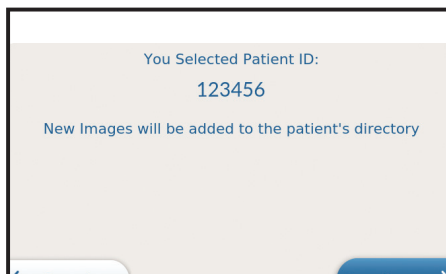 You Selected Patient ID:
123456
New Images will be added to the patient's directory